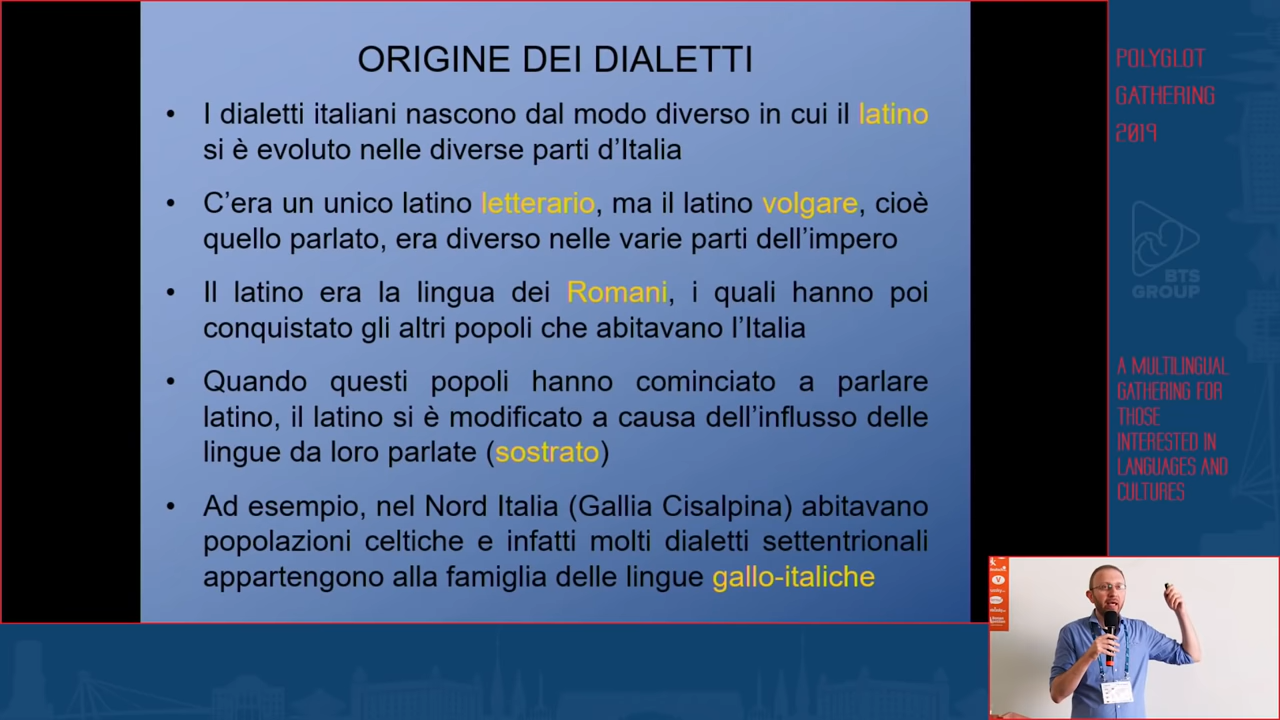 ORIGINE DEI DIALETTI
• I dialetti italiani nascono dal modo diverso in cui il latino
si è evoluto nelle diverse parti d’Italia
• C’era un unico latino letterario, ma il latino volgare, cioè
quello parlato, era diverso nelle varie parti dell’impero
• Il latino era la lingua dei Romani, i quali hanno poi
conquistato gli altri popoli che abitavano l’Italia
• Quando questi popoli hanno cominciato a parlare
latino, il latino si è modificato a causa dell’influsso delle
lingue da loro parlate (sostrato)
• Ad esempio, nel Nord Italia (Gallia Cisalpina) abitavano
popolazioni celtiche e infatti molti dialetti settentrionali
appartengono alla famiglia delle lingue gallo-italiche
POLYGLOT
GATHERING
2019
BTS
GROUP
A MULTILINGUAL
GATHERING FOR
THOSE
INTERESTED IN
LANGUAGES AND
CULTURES